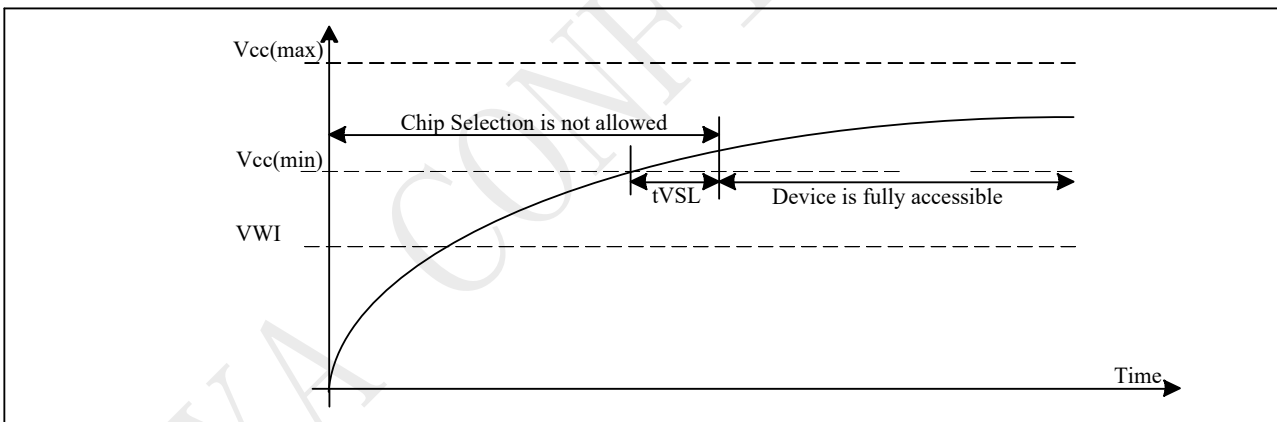 Vcc(max)
Chip Selection is not allowed
Vcc(min)
tVSL
Device is fully accessible
VWI
Time